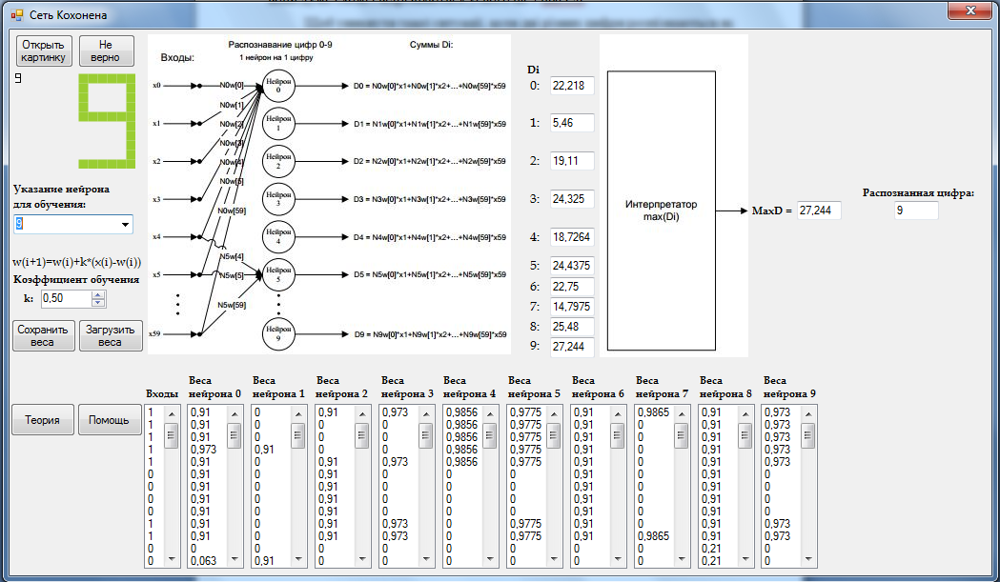 Сеть Кохонена
Открыть
картинку
Не
верно
9
Указание нейрона
для обучения:
9
w(i+1)=w(i)+k*(x(i)-w(i))
Коэффициент обучения
k: 0,50
Сохранить
веса
Загрузить
веса
Теория
Помощь
Распознавание цифр 0-9
1 нейрон на 1 цифру
Суммы Di:
Входы:
x0
x1
x2
x3
x4
x5
x59
N0w[0]
N0w[1]
N0w[2]
N0w[3]
N0w[4]
N0w[5]
N0w[59]
N5w[4]
N5w[5]
N5w[59]
Нейрон
0
Нейрон
1
Нейрон
2
Нейрон
3
Нейрон
4
Нейрон
5
Нейрон
9
D0 = N0w[0]*x1+N0w[1]*x2+...+N0w[59]*x59
D1 = N1w[0]*x1+N1w[1]*x2+...+N1w[59]*x59
D2 = N2w[0]*x1+N2w[1]*x2+...+N2w[59]*x59
D3 = N3w[0]*x1+N3w[1]*x2+...+N3w[59]*x59
D4 = N4w[0]*x1+N4w[1]*x2+...+N4w[59]*x59
D5 = N5w[0]*x1+N5w[1]*x2+...+N5w[59]*x59
D9 = N9w[0]*x1+N9w[1]*x2+...+N9w[59]*x59
Di
0: 22,218
1: 5,46
2: 19,11
3: 24,325
4: 18,7264
5: 24,4375
6: 22,75
7: 14,7975
8: 25,48
9: 27,244
Интерпретатор
max(Di)
MaxD = 27,244
Распознанная цифра:
9
Входы
1
1
1
1
1
0
0
0
0
1
1
0
0
Веса
нейрона 0
0,91
0,91
0,91
0,973
0,91
0,91
0,91
0,91
0,91
0,91
0,91
0
0,063
Веса
нейрона 1
0
0
0
0,91
0
0
0
0
0
0
0
0
0,91
Веса
нейрона 2
0,91
0
0
0
0,91
0,91
0,91
0,91
0,91
0,91
0,91
0
0
Веса
нейрона 3
0,973
0
0
0
0,973
0
0
0
0
0,973
0,973
0
0
Веса
нейрона 4
0,9856
0,9856
0,9856
0,9856
0,9856
0
0
0
0
0
0
0
0
Веса
нейрона 5
0,9775
0,9775
0,9775
0,9775
0,9775
0
0
0
0
0,9775
0,9775
0
0
Веса
нейрона 6
0,91
0,91
0,91
0,91
0,91
0,91
0,91
0,91
0,91
0,91
0,91
0
0
Веса
нейрона 7
0,9865
0
0
0
0
0
0
0
0
0
0,9865
0
0
Веса
нейрона 8
0,91
0,91
0,91
0,91
0,91
0,91
0,91
0,91
0,91
0,91
0,91
0,21
0,21
Веса
нейрона 9
0,973
0,973
0,973
0,973
0,973
0
0
0
0
0,973
0,973
0
0